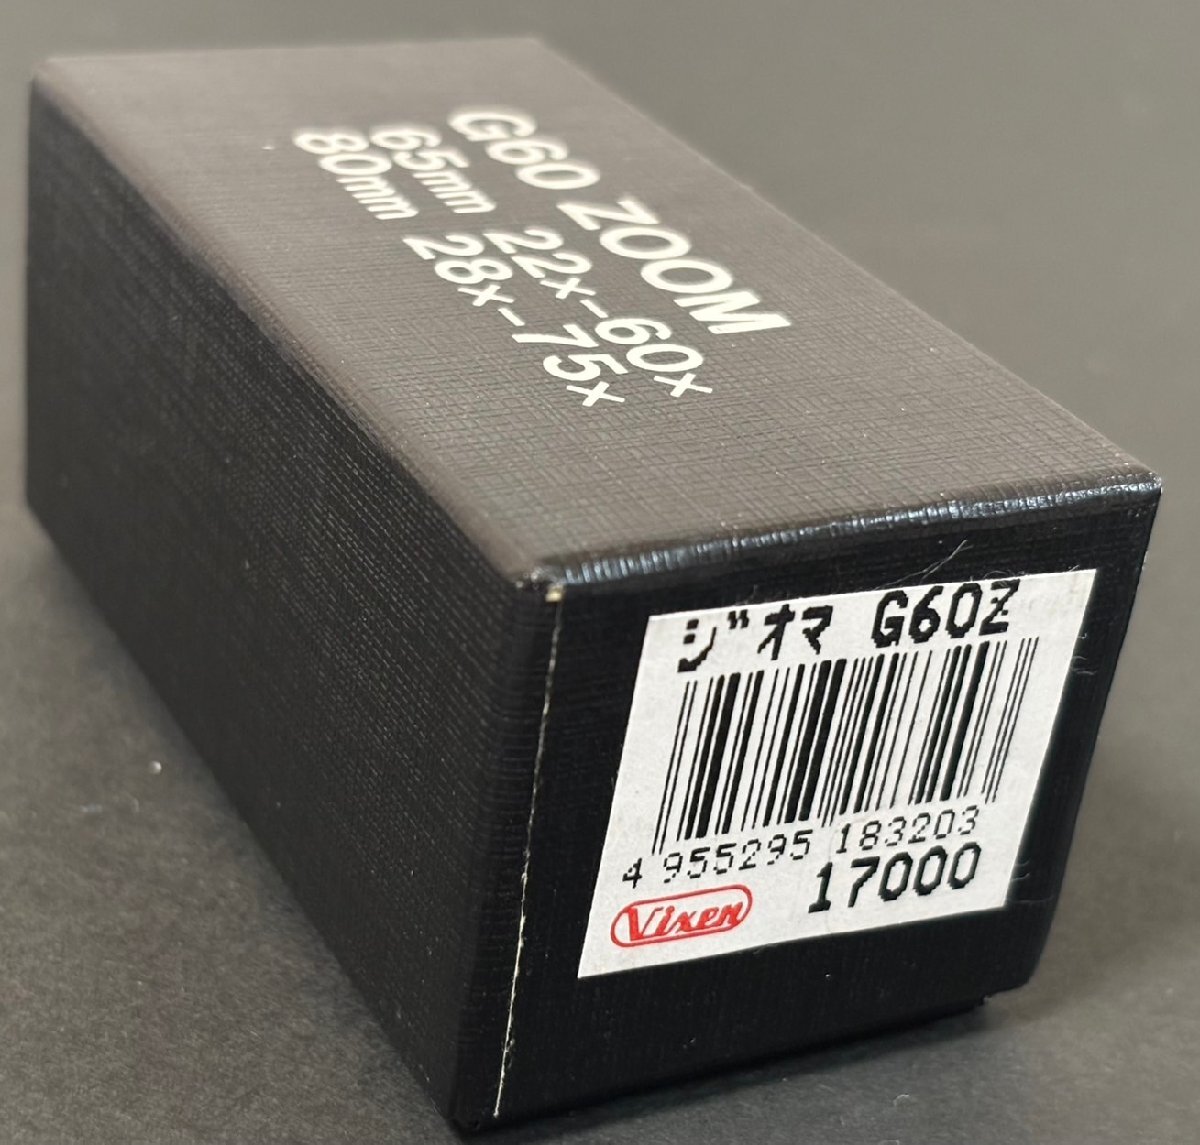 G60 ZOOM
65mm 22x-60x
80mm 28x-75x
ジオマ G60Z
4 955295 183203
17000
Vixen